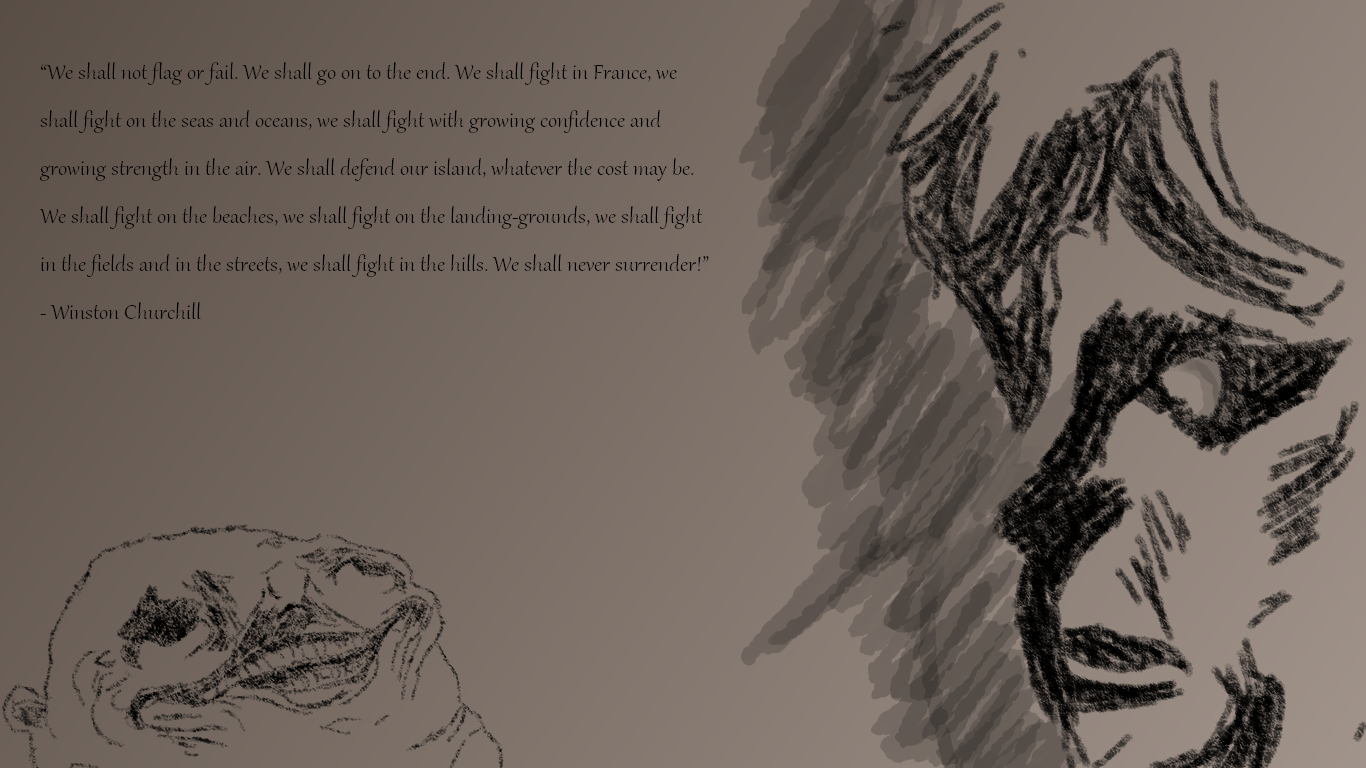 “We shall not flag or fail. We shall go on to the end. We shall fight in France, we
shall fight on the seas and oceans, we shall fight with growing confidence and
growing strength in the air. We shall defend our island, whatever the cost may be.
We shall fight on the beaches, we shall fight on the landing-grounds, we shall fight
in the fields and in the streets, we shall fight in the hills. We shall never surrender!”
- Winston Churchill